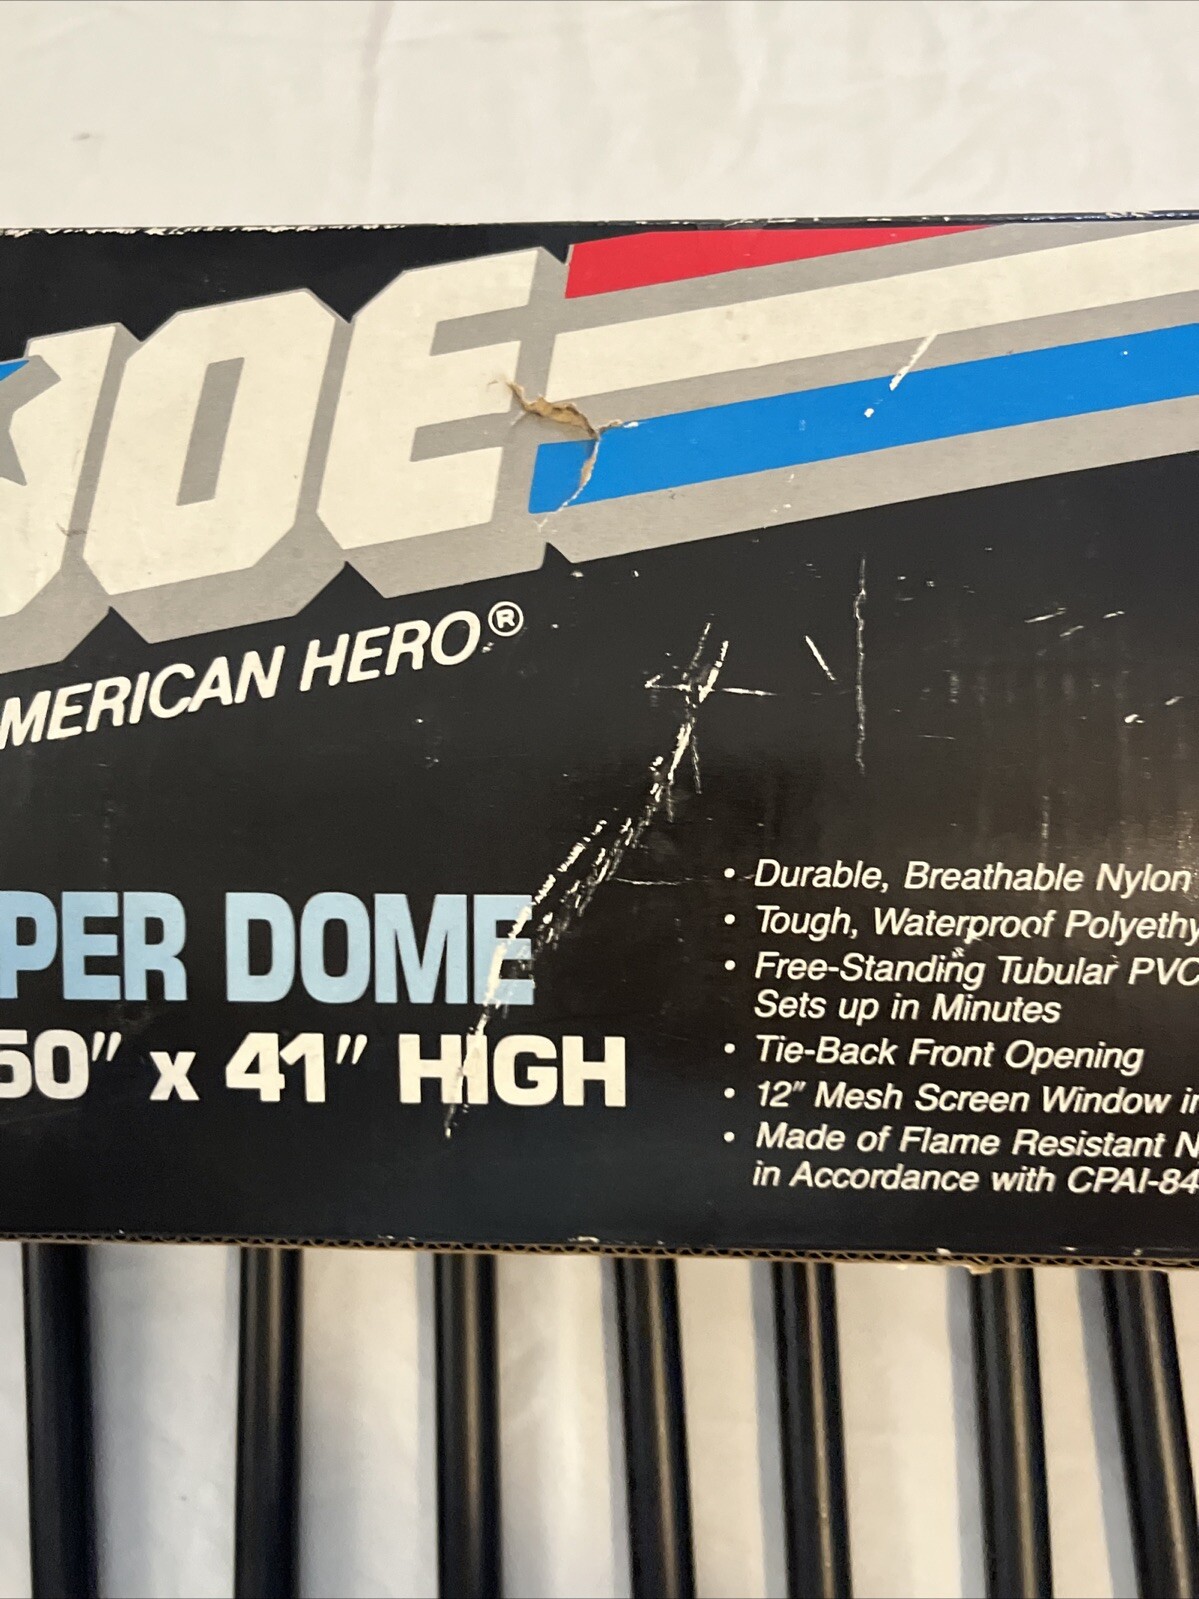 JOE
MERICAN HERO®
PER DOME
50" x 41" HIGH
• Durable, Breathable Nylon
• Tough, Waterproof Polyethy
• Free-Standing Tubular PVC
Sets up in Minutes
• Tie-Back Front Opening
• 12" Mesh Screen Window in
• Made of Flame Resistant N
in Accordance with CPAI-84